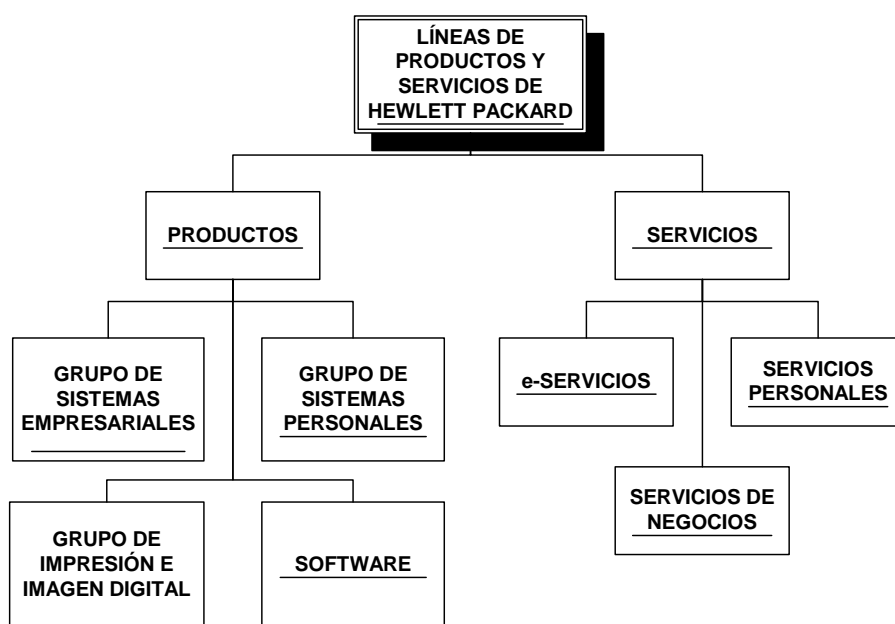 LÍNEAS DE
PRODUCTOS Y
SERVICIOS DE
HEWLETT PACKARD
PRODUCTOS
SERVICIOS
GRUPO DE
SISTEMAS
EMPRESARIALES
GRUPO DE
SISTEMAS
PERSONALES
e-SERVICIOS
SERVICIOS
PERSONALES
GRUPO DE
IMPRESIÓN E
IMAGEN DIGITAL
SOFTWARE
SERVICIOS DE
NEGOCIOS